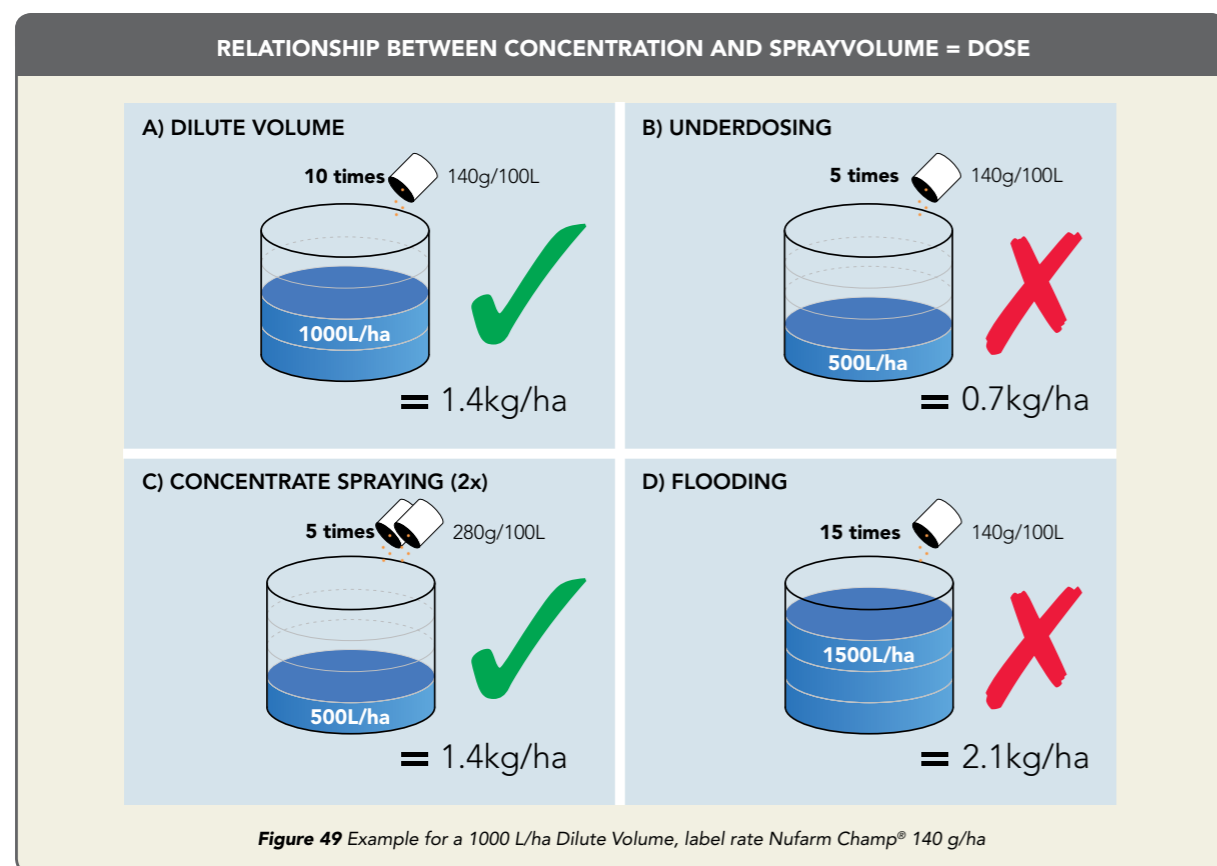 RELATIONSHIP BETWEEN CONCENTRATION AND SPRAYVOLUME = DOSE
A) DILUTE VOLUME
10 times 140g/100L
1000L/ha
= 1.4kg/ha
B) UNDERDOSING
5 times 140g/100L
500L/ha
= 0.7kg/ha
C) CONCENTRATE SPRAYING (2x)
5 times 280g/100L
500L/ha
= 1.4kg/ha
D) FLOODING
15 times 140g/100L
1500L/ha
= 2.1kg/ha
Figure 49 Example for a 1000 L/ha Dilute Volume, label rate Nufarm Champ® 140 g/ha